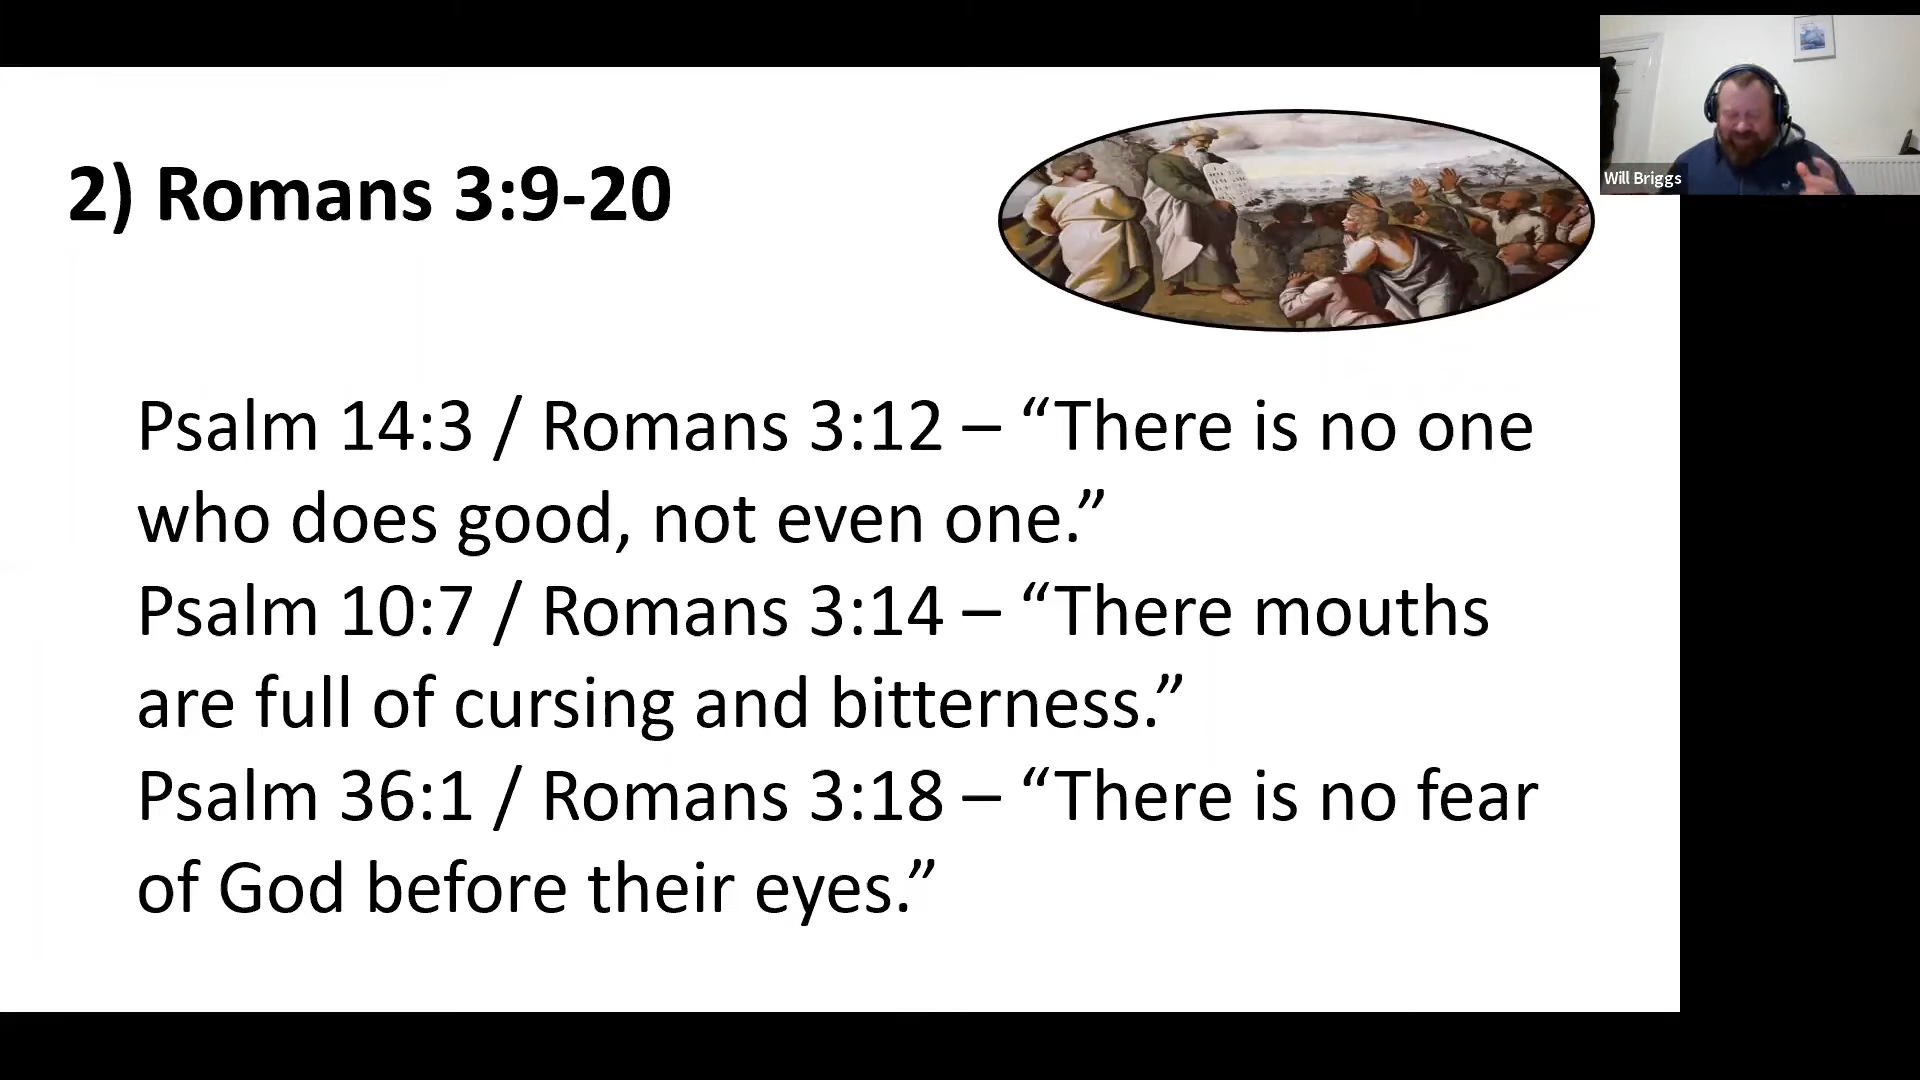 2) Romans 3:9-20
Psalm 14:3 / Romans 3:12 – “There is no one
who does good, not even one.”
Psalm 10:7 / Romans 3:14 – “There mouths
are full of cursing and bitterness.”
Psalm 36:1 / Romans 3:18 – “There is no fear
of God before their eyes.”
Will Briggs